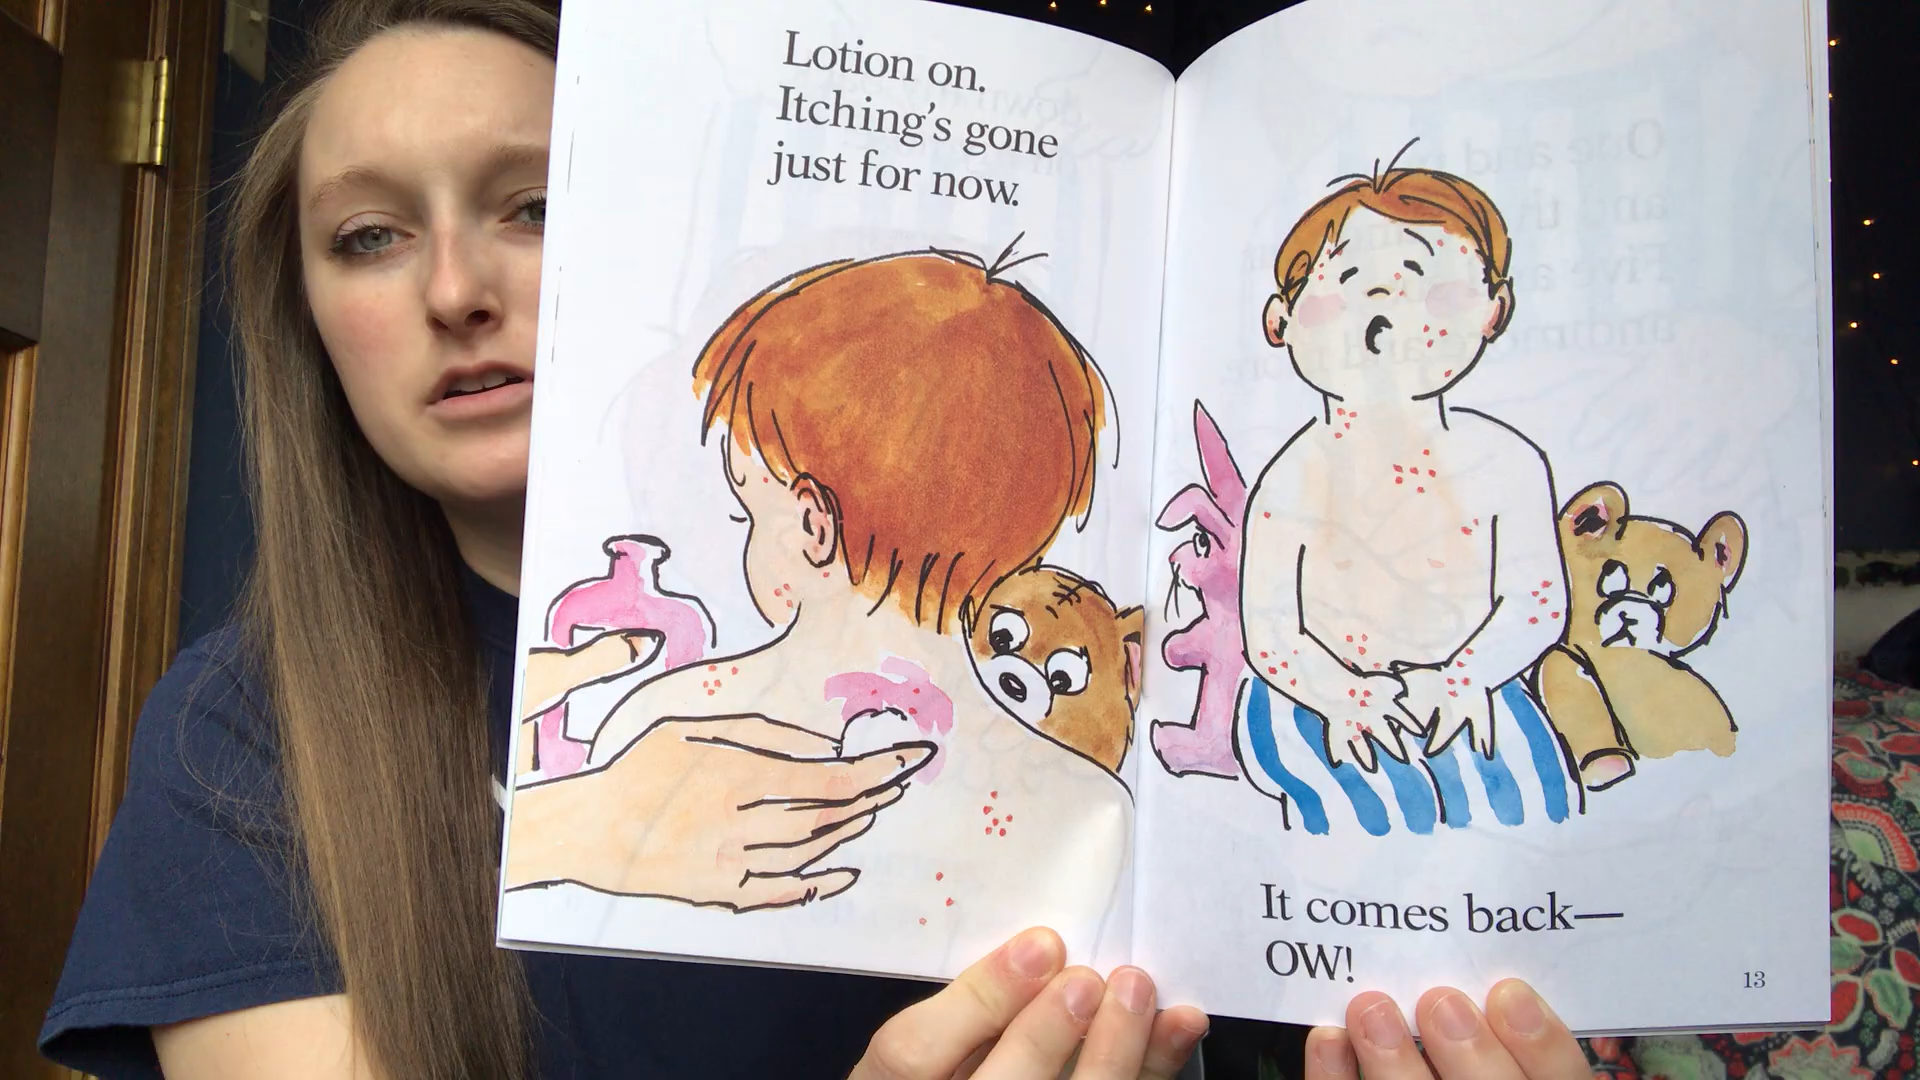 Lotion on.
Itching's gone
just for now.
It comes back—
OW!
13